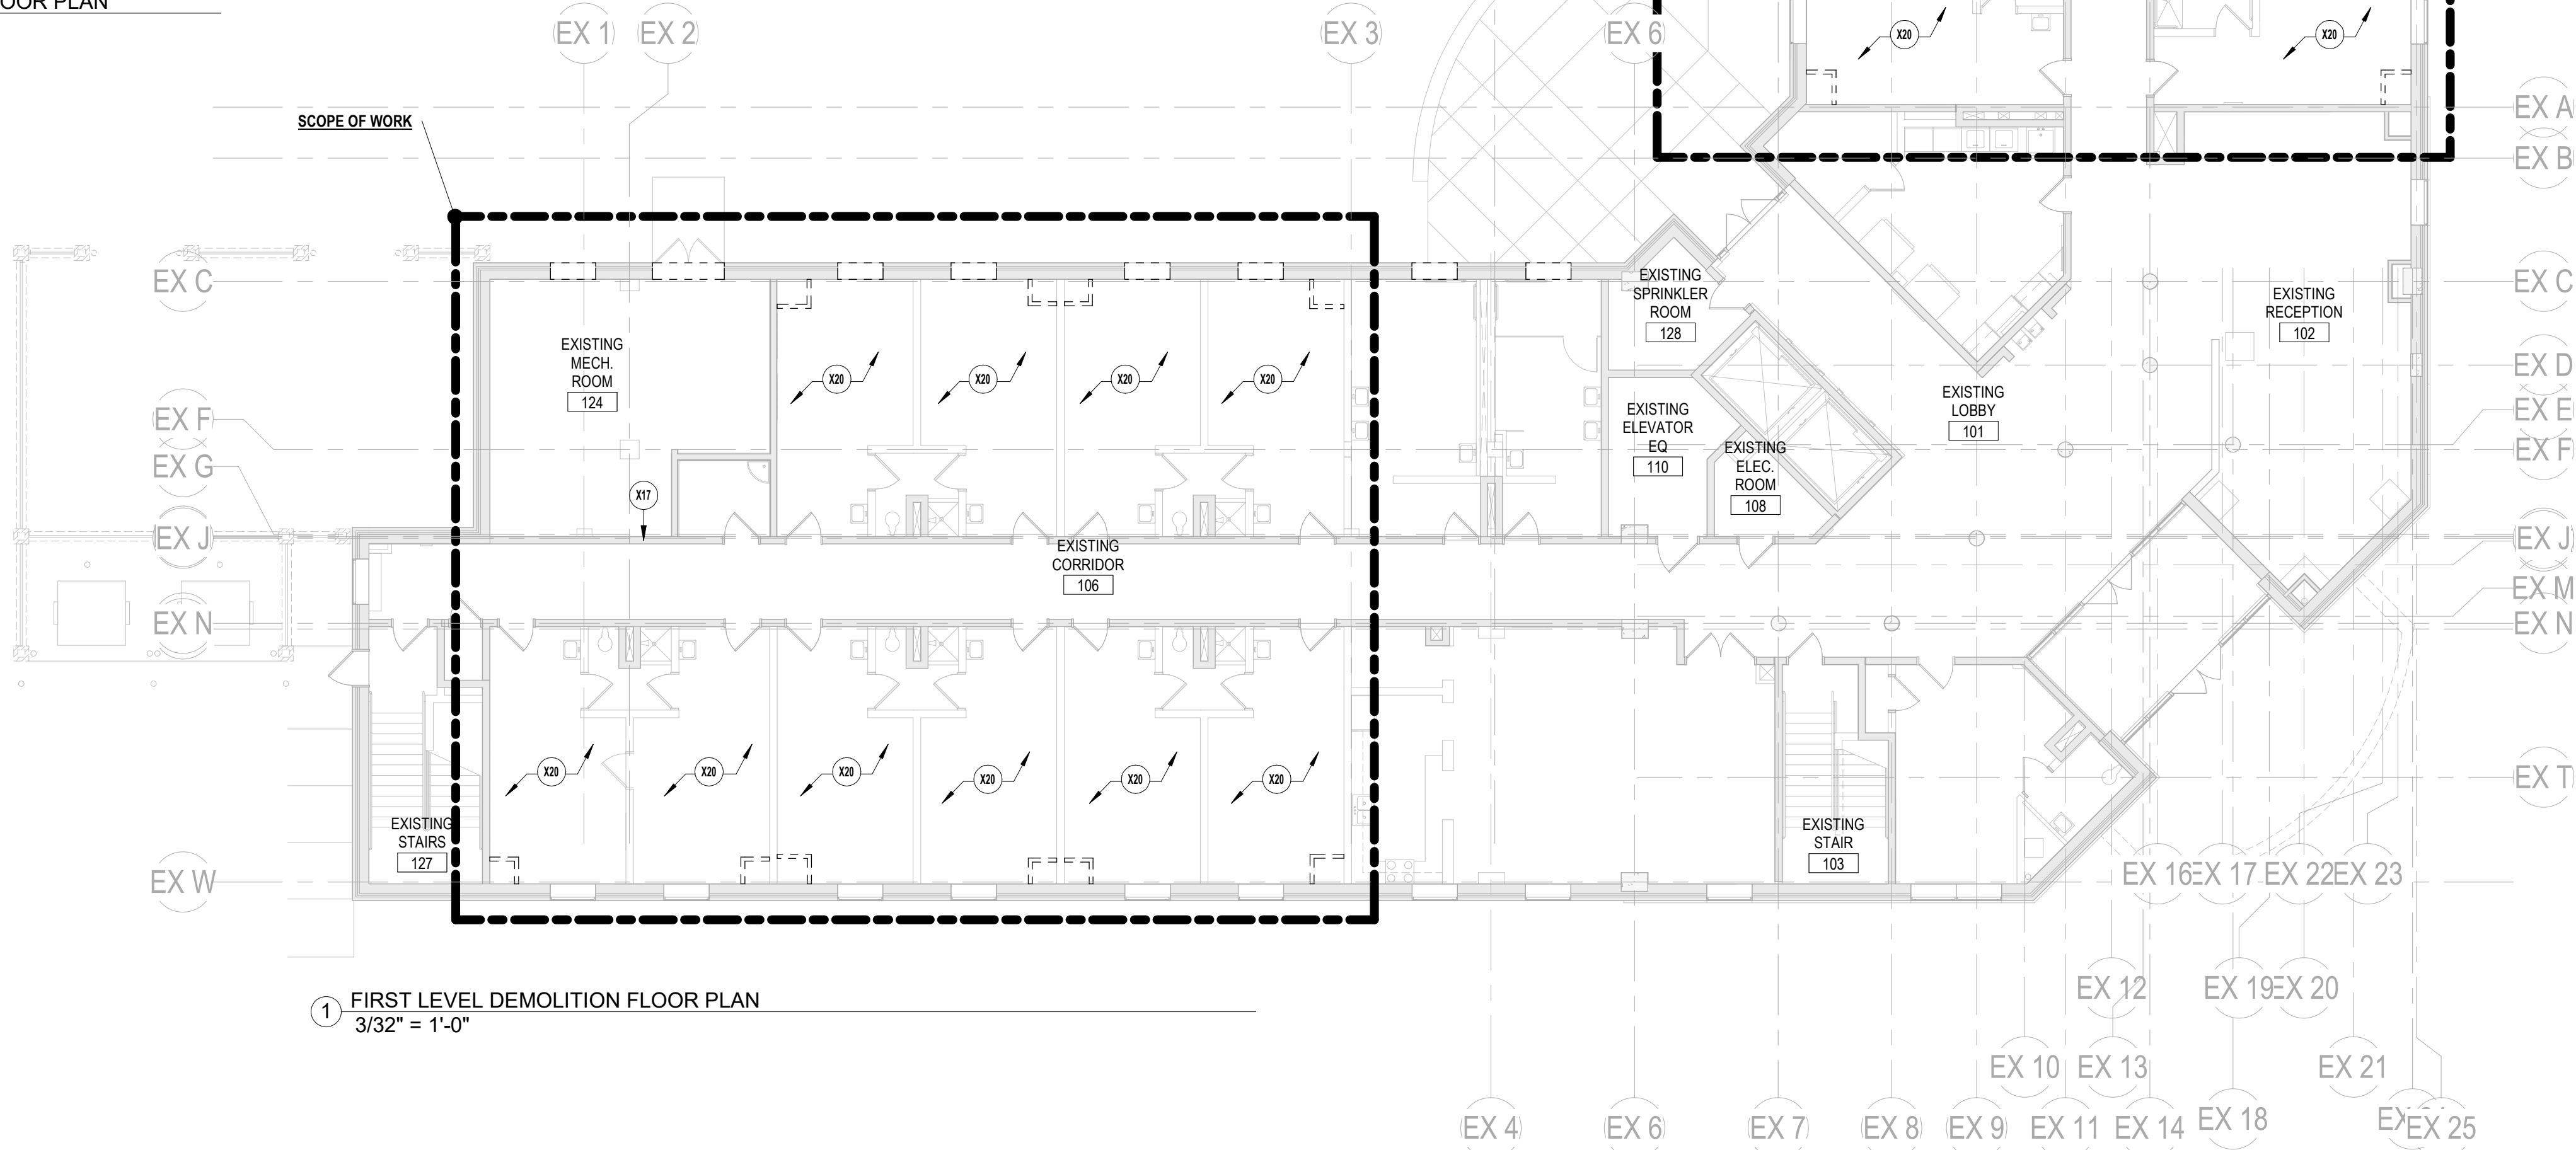 OOR PLAN
EX 1
EX 2
EX 3
EX 6
X20
X20
EX A
EX B
SCOPE OF WORK
EX C
EX C
EXISTING
MECH.
ROOM
124
X20
X20
X20
X20
EXISTING
SPRINKLER
ROOM
128
EXISTING
RECEPTION
102
EX D
EX F
EX G
EX J
EX N
X17
EXISTING
ELEVATOR
EQ
110
EXISTING
ELEC.
ROOM
108
EXISTING
LOBBY
101
EX E
EX F
EX J
EX M
EX N
EXISTING
CORRIDOR
106
X20
X20
X20
X20
X20
X20
EX T
EXISTING
STAIRS
127
EXISTING
STAIR
103
EX W
EX 16
EX 17
EX 22
EX 23
EX 12
EX 19
EX 20
1
FIRST LEVEL DEMOLITION FLOOR PLAN
3/32" = 1'-0"
EX 10
EX 13
EX 21
EX 4
EX 6
EX 7
EX 8
EX 9
EX 11
EX 14
EX 18
EX 25